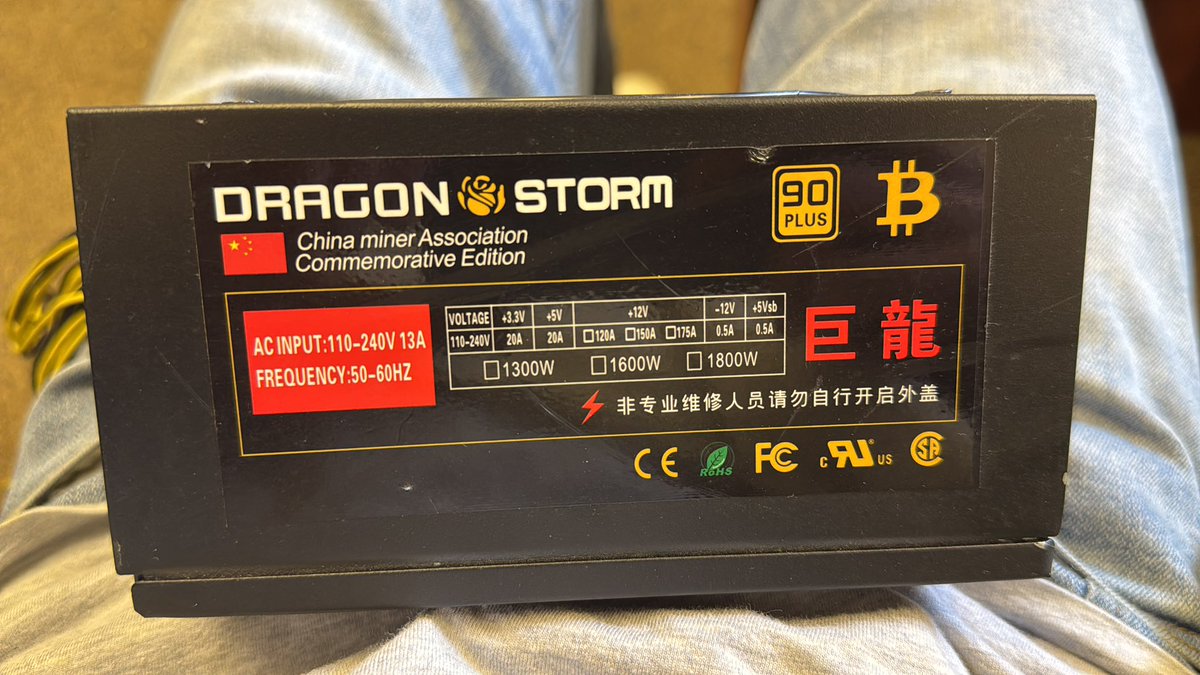 DRAGON STORM
90
PLUS
China miner Association
Commemorative Edition
AC INPUT:110-240V 13A
FREQUENCY:50-60HZ
VOLTAGE +3.3V +5V +12V -12V +5Vsb
110-240V 20A 20A □120A □150A □175A 0.5A 0.5A
□1300W □1600W □1800W
巨龍
非专业维修人员请勿自行开启外盖
CE RoHS FC c RU® US SA